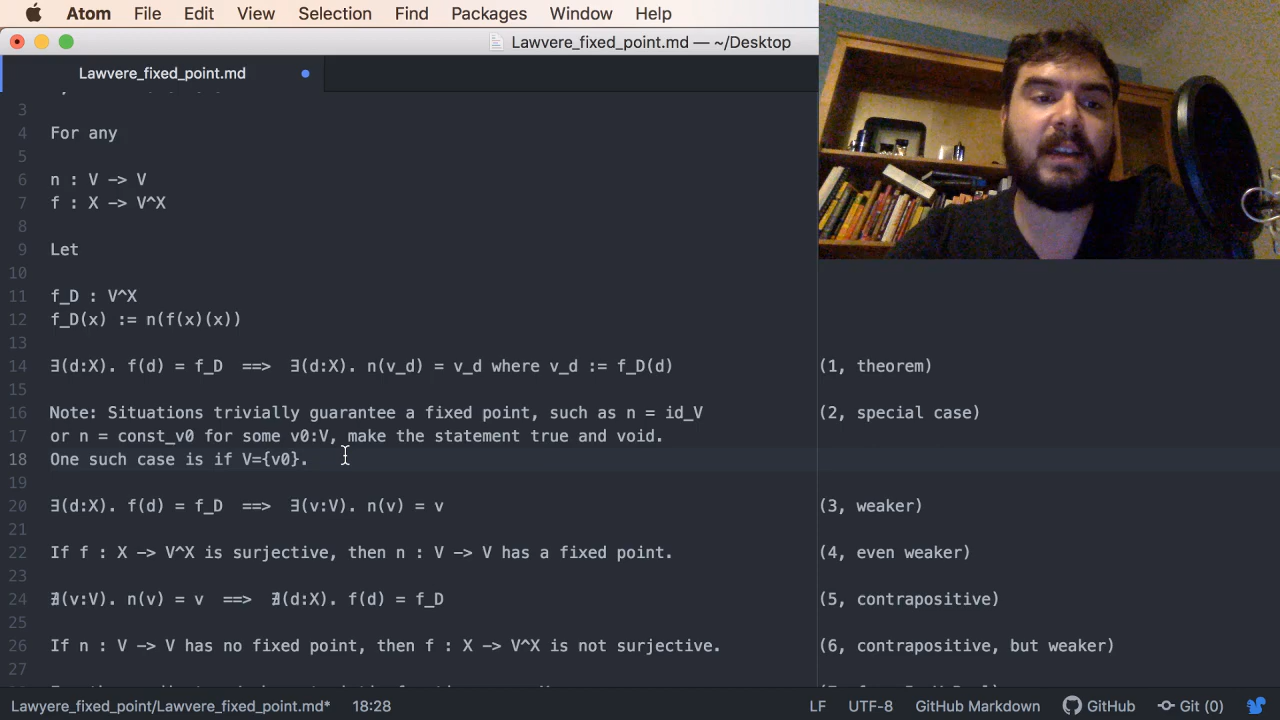 Atom File Edit View Selection Find Packages Window Help
Lawvere_fixed_point.md — ~/Desktop
Lawvere_fixed_point.md
3
4 For any
5
6 n : V -> V
7 f : X -> V^X
8
9 Let
10
11 f_D : V^X
12 f_D(x) := n(f(x)(x))
13
14 ∃(d:X). f(d) = f_D ==> ∃(d:X). n(v_d) = v_d where v_d := f_D(d) (1, theorem)
15
16 Note: Situations trivially guarantee a fixed point, such as n = id_V (2, special case)
17 or n = const_v0 for some v0:V, make the statement true and void.
18 One such case is if V={v0}.
19
20 ∃(d:X). f(d) = f_D ==> ∃(v:V). n(v) = v (3, weaker)
21
22 If f : X -> V^X is surjective, then n : V -> V has a fixed point. (4, even weaker)
23
24 ∄(v:V). n(v) = v ==> ∄(d:X). f(d) = f_D (5, contrapositive)
25
26 If n : V -> V has no fixed point, then f : X -> V^X is not surjective. (6, contrapositive, but weaker)
27
Lawyere_fixed_point/Lawvere_fixed_point.md* 18:28 LF UTF-8 GitHub Markdown GitHub Git (0)